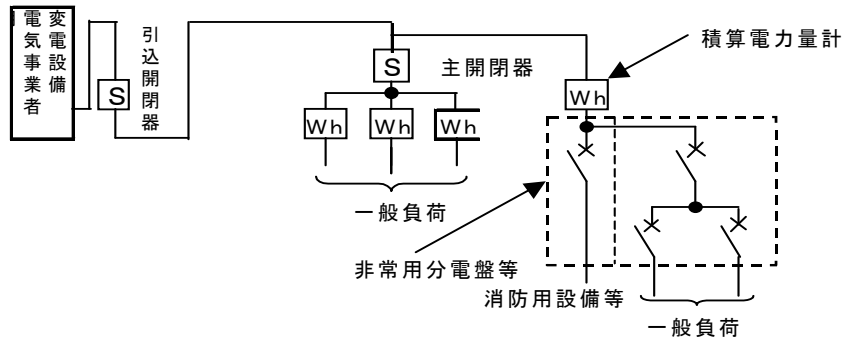 電気事業者
変電設備
引込開閉器
S
S
主開閉器
積算電力量計
Wh
Wh
Wh
Wh
一般負荷
非常用分電盤等
消防用設備等
一般負荷